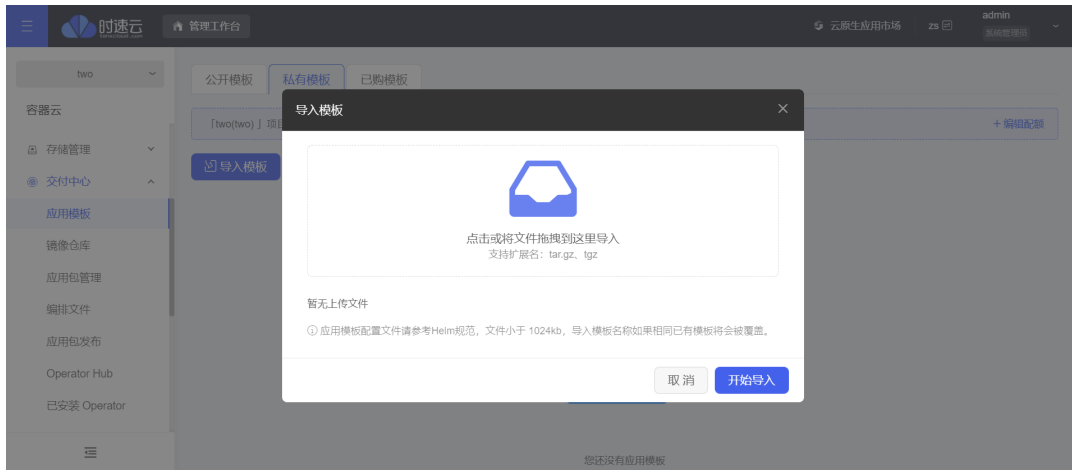 时速云
tenxcloud.com
管理工作台
云原生应用市场
zs
admin
系统管理员
two
公开模板
私有模板
已购模板
容器云
导入模板
「two(two) 」项
+ 编辑配额
存储管理
导入模板
交付中心
应用模板
点击或将文件拖拽到这里导入
镜像仓库
支持扩展名：tar.gz、tgz
应用包管理
暂无上传文件
编排文件
ⓘ 应用模板配置文件请参考Helm规范，文件小于 1024kb，导入模板名称如果相同已有模板将会被覆盖。
应用包发布
Operator Hub
取 消
开始导入
已安装 Operator
您还没有应用模板